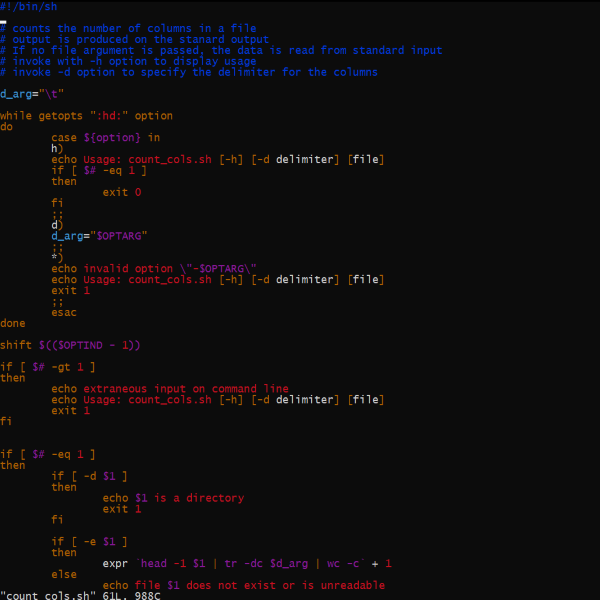 #!/bin/sh
# counts the number of columns in a file
# output is produced on the stanard output
# If no file argument is passed, the data is read from standard input
# invoke with -h option to display usage
# invoke -d option to specify the delimiter for the columns
d_arg="\t"
while getopts ":hd:" option
do
case ${option} in
h)
echo Usage: count_cols.sh [-h] [-d delimiter] [file]
if [ $# -eq 1 ]
then
exit 0
fi
;;
d)
d_arg="$OPTARG"
;;
*)
echo invalid option \"-$OPTARG\"
echo Usage: count_cols.sh [-h] [-d delimiter] [file]
exit 1
;;
esac
done
shift $(($OPTIND - 1))
if [ $# -gt 1 ]
then
echo extraneous input on command line
echo Usage: count_cols.sh [-h] [-d delimiter] [file]
exit 1
fi
if [ $# -eq 1 ]
then
if [ -d $1 ]
then
echo $1 is a directory
exit 1
fi
if [ -e $1 ]
then
expr `head -1 $1 | tr -dc $d_arg | wc -c` + 1
else
echo file $1 does not exist or is unreadable
"count_cols.sh" 61L, 988C